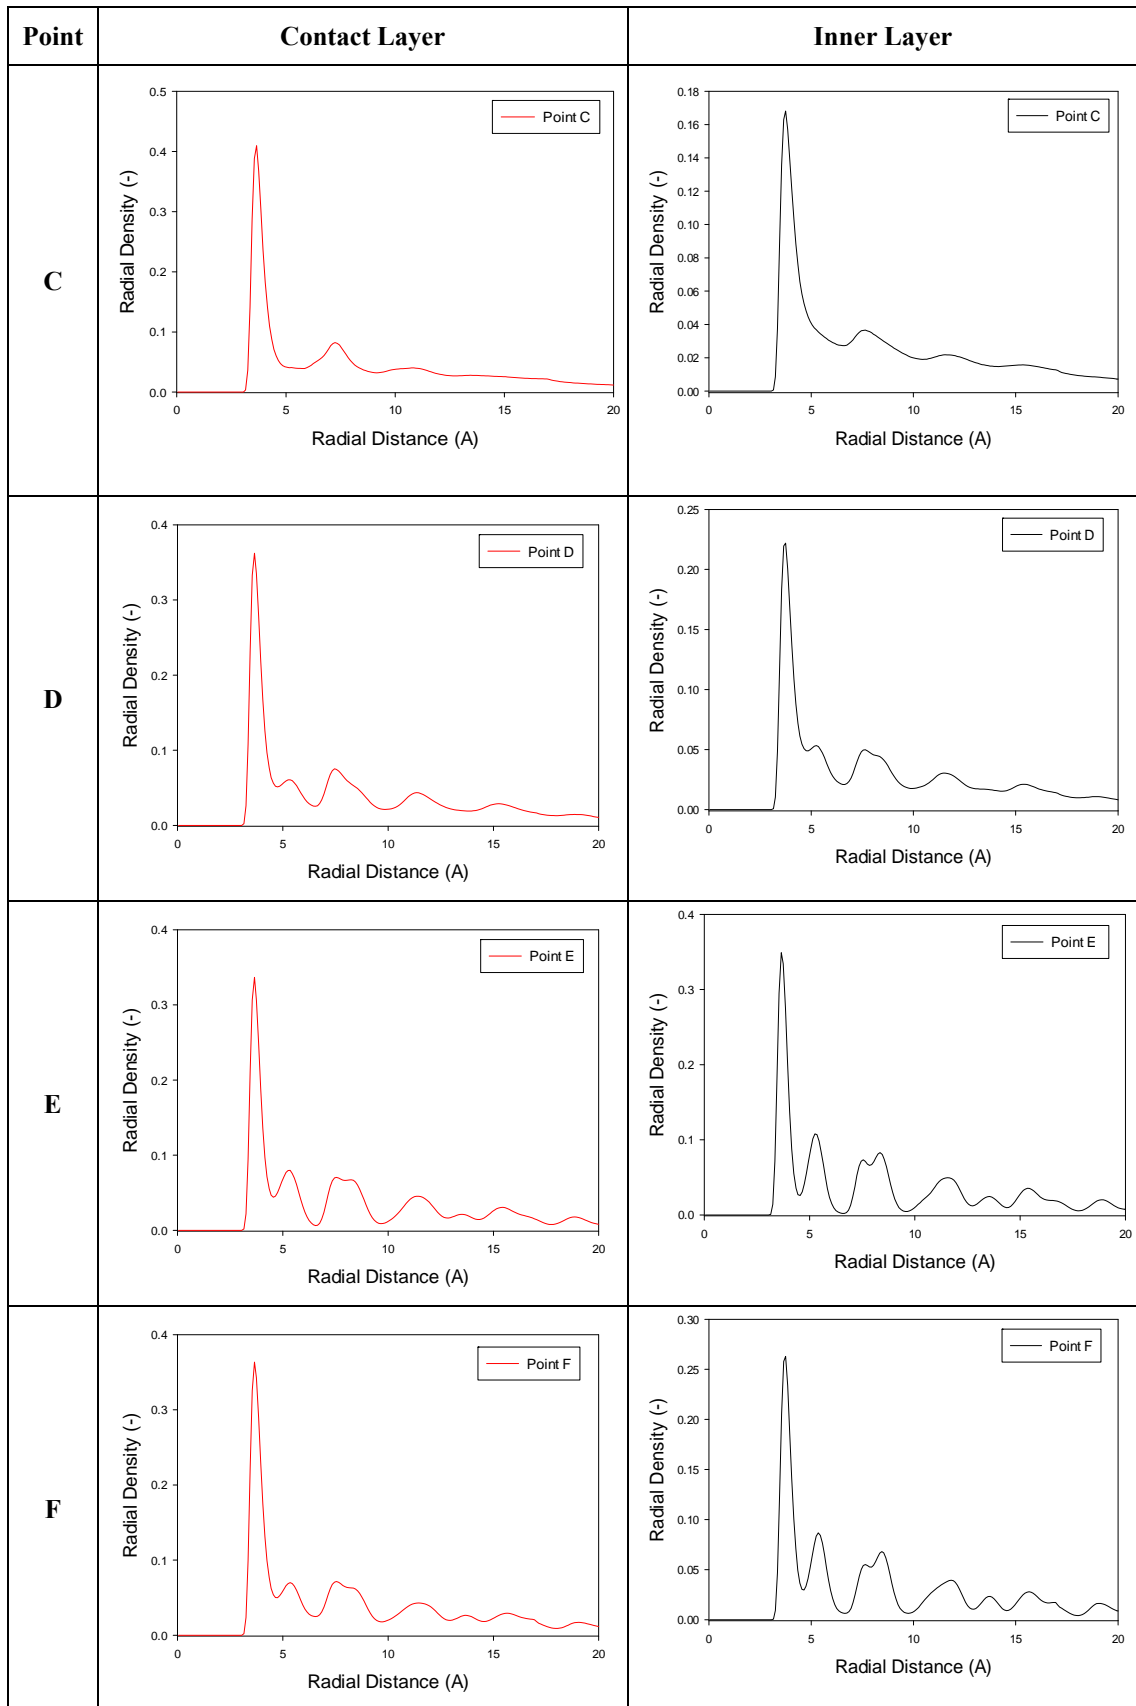 Point Contact Layer Inner Layer
C
0.5
0.4
0.3
0.2
0.1
0.0
Radial Density (-)
Point C
0 5 10 15 20
Radial Distance (A)
0.18
0.16
0.14
0.12
0.10
0.08
0.06
0.04
0.02
0.00
Radial Density (-)
Point C
0 5 10 15 20
Radial Distance (A)
D
0.4
0.3
0.2
0.1
0.0
Radial Density (-)
Point D
0 5 10 15 20
Radial Distance (A)
0.25
0.20
0.15
0.10
0.05
0.00
Radial Density (-)
Point D
0 5 10 15 20
Radial Distance (A)
E
0.4
0.3
0.2
0.1
0.0
Radial Density (-)
Point E
0 5 10 15 20
Radial Distance (A)
0.4
0.3
0.2
0.1
0.0
Radial Density (-)
Point E
0 5 10 15 20
Radial Distance (A)
F
0.4
0.3
0.2
0.1
0.0
Radial Density (-)
Point F
0 5 10 15 20
Radial Distance (A)
0.30
0.25
0.20
0.15
0.10
0.05
0.00
Radial Density (-)
Point F
0 5 10 15 20
Radial Distance (A)